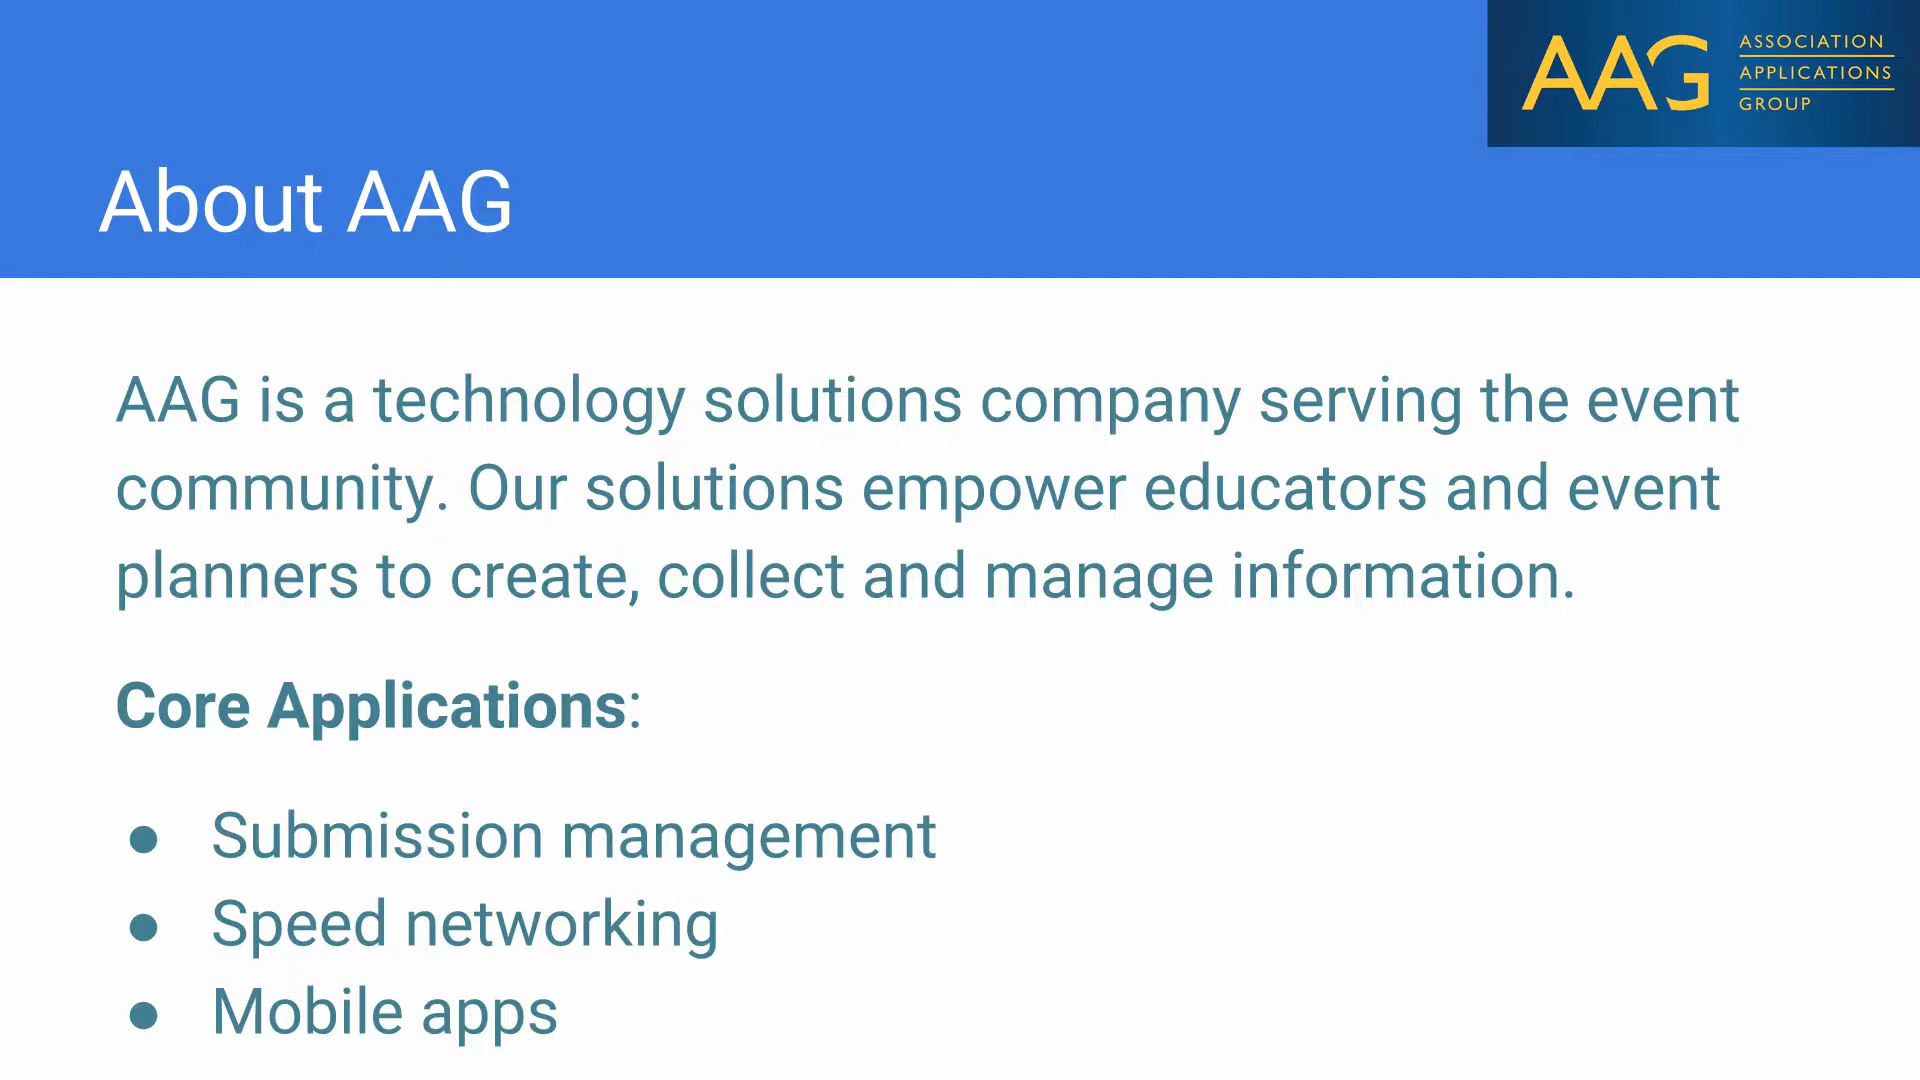 AAG
ASSOCIATION
APPLICATIONS
GROUP
About AAG
AAG is a technology solutions company serving the event
community. Our solutions empower educators and event
planners to create, collect and manage information.
Core Applications:
● Submission management
● Speed networking
● Mobile apps